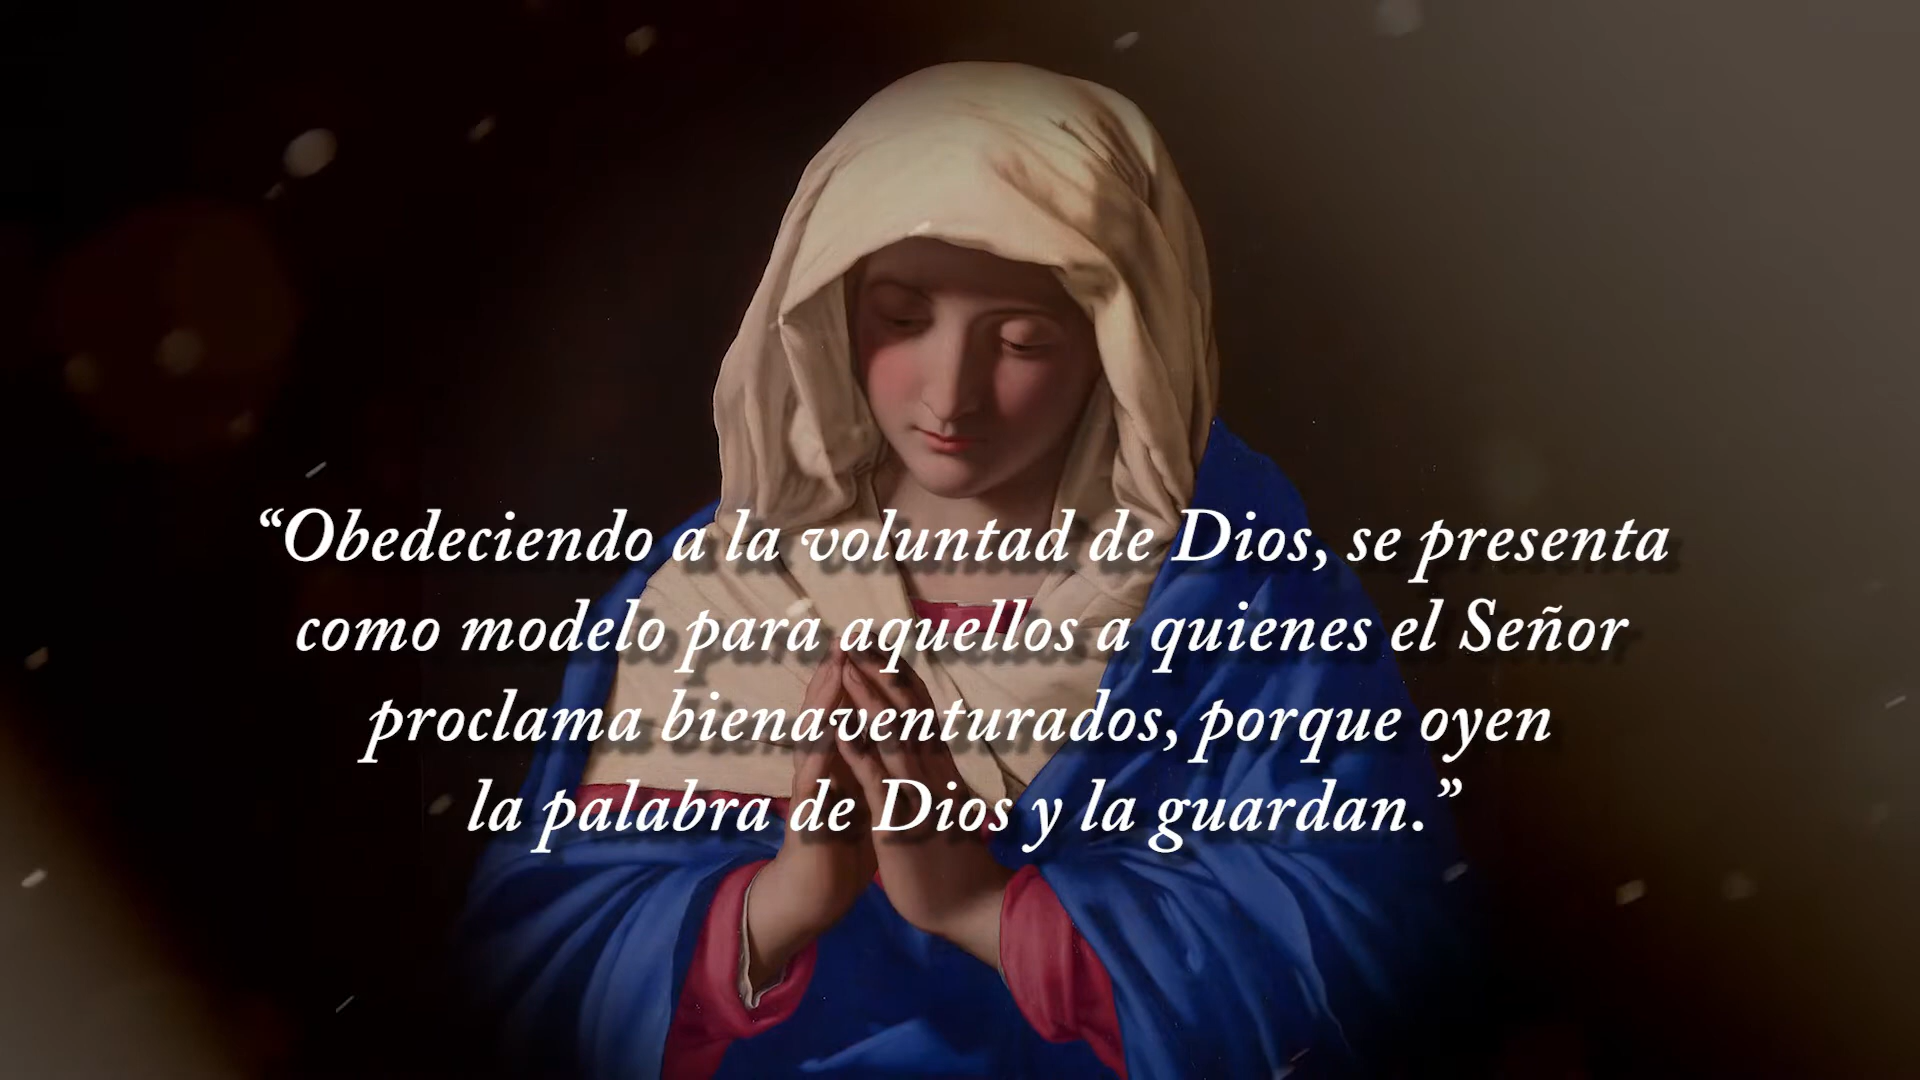 “Obedeciendo a la voluntad de Dios, se presenta
como modelo para aquellos a quienes el Señor
proclama bienaventurados, porque oyen
la palabra de Dios y la guardan.”